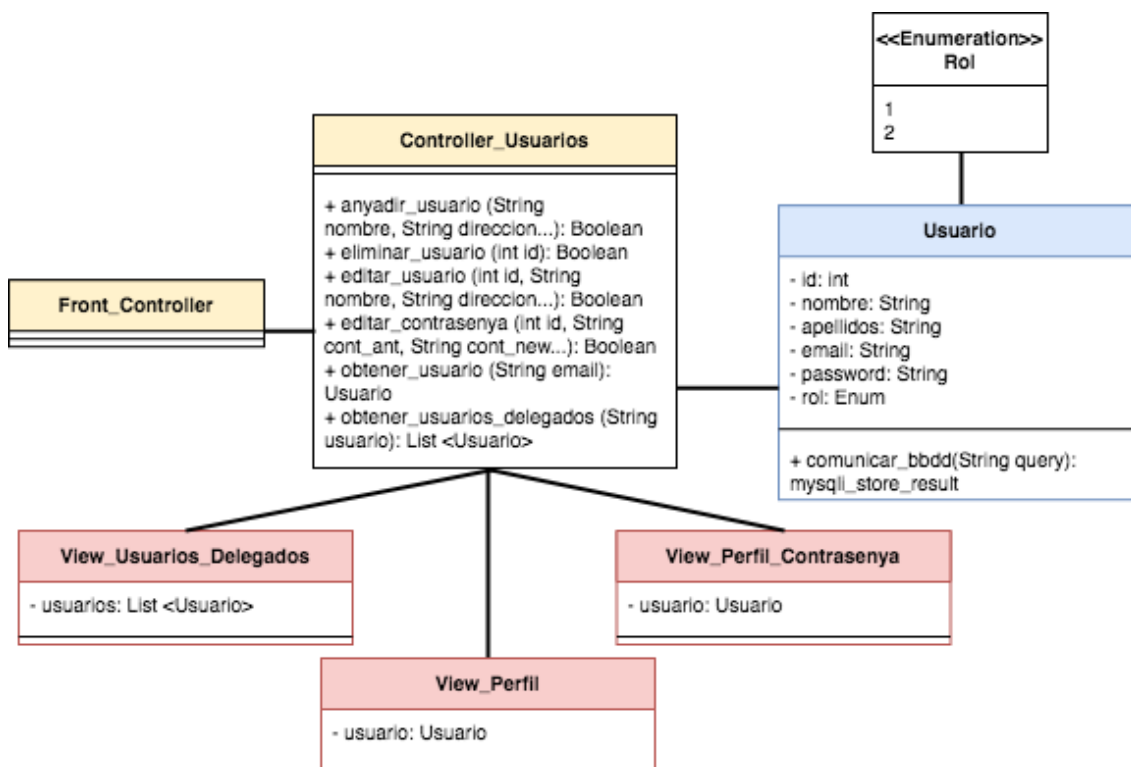 <<Enumeration>>
Rol
1
2
Controller_Usuarios
+ anyadir_usuario (String
nombre, String direccion...): Boolean
+ eliminar_usuario (int id): Boolean
+ editar_usuario (int id, String
nombre, String direccion...): Boolean
+ editar_contrasenya (int id, String
cont_ant, String cont_new...): Boolean
+ obtener_usuario (String email):
Usuario
+ obtener_usuarios_delegados (String
usuario): List <Usuario>
Usuario
- id: int
- nombre: String
- apellidos: String
- email: String
- password: String
- rol: Enum
+ comunicar_bbdd(String query):
mysqli_store_result
Front_Controller
View_Usuarios_Delegados
- usuarios: List <Usuario>
View_Perfil_Contrasenya
- usuario: Usuario
View_Perfil
- usuario: Usuario